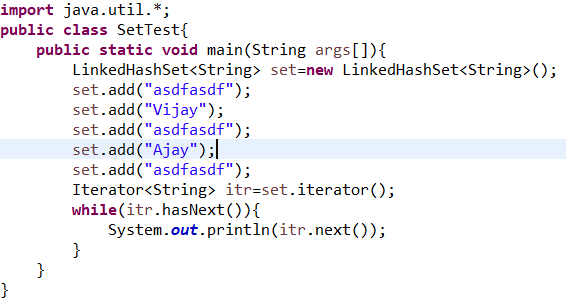 import java.util.*;
public class SetTest{
    public static void main(String args[]){
        LinkedHashSet<String> set=new LinkedHashSet<String>();
        set.add("asdfasdf");
        set.add("Vijay");
        set.add("asdfasdf");
        set.add("Ajay");
        set.add("asdfasdf");
        Iterator<String> itr=set.iterator();
        while(itr.hasNext()){
            System.out.println(itr.next());
        }
    }
}